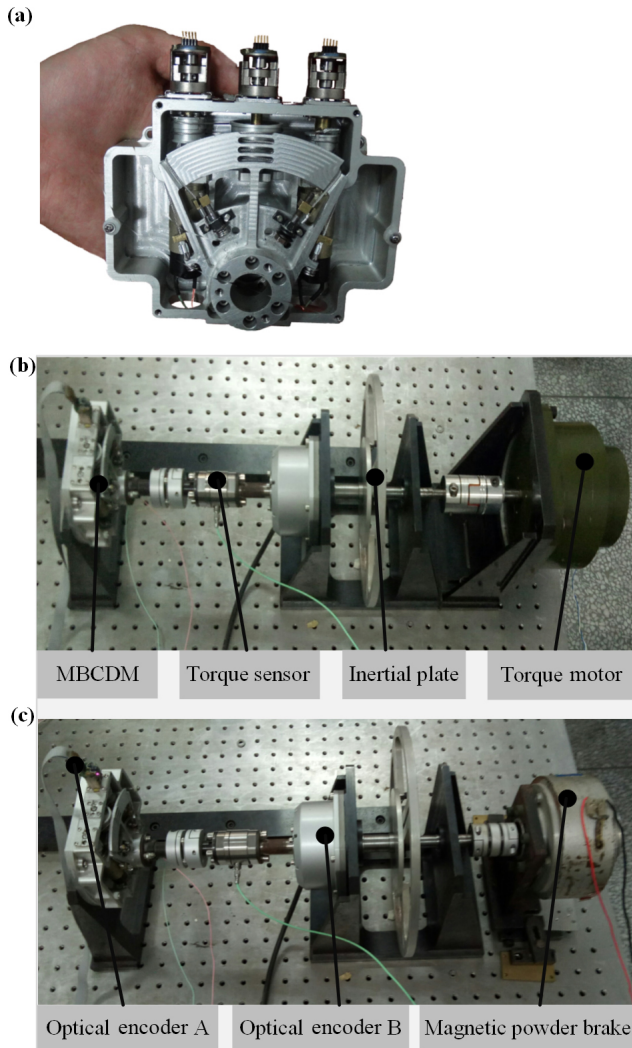 (a)
(b)
MBCDM
Torque sensor
Inertial plate
Torque motor
(c)
Optical encoder A
Optical encoder B
Magnetic powder brake